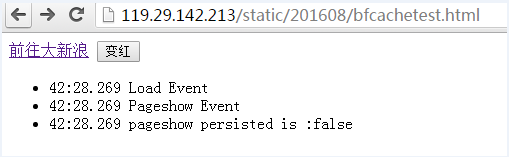 119.29.142.213/static/201608/bfcachetest.html
前往大新浪 变红
42:28.269 Load Event
42:28.269 Pageshow Event
42:28.269 pageshow persisted is :false